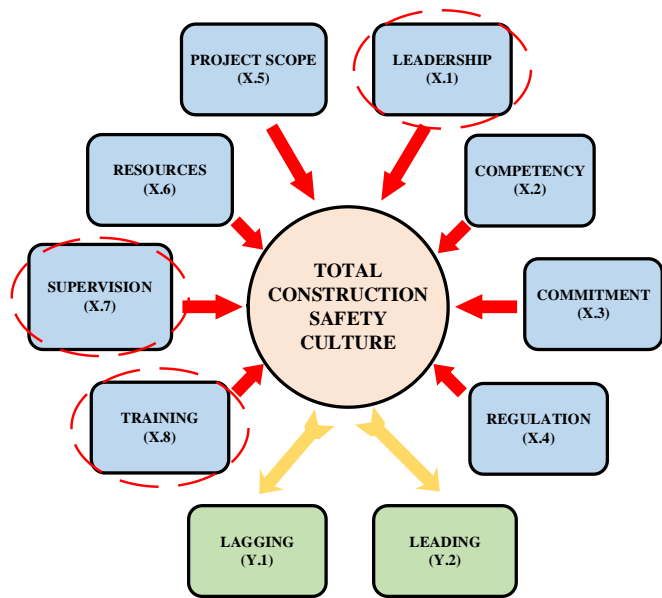 PROJECT SCOPE
(X.5)
LEADERSHIP
(X.1)
RESOURCES
(X.6)
COMPETENCY
(X.2)
SUPERVISION
(X.7)
TOTAL
CONSTRUCTION
SAFETY
CULTURE
COMMITMENT
(X.3)
TRAINING
(X.8)
REGULATION
(X.4)
LAGGING
(Y.1)
LEADING
(Y.2)